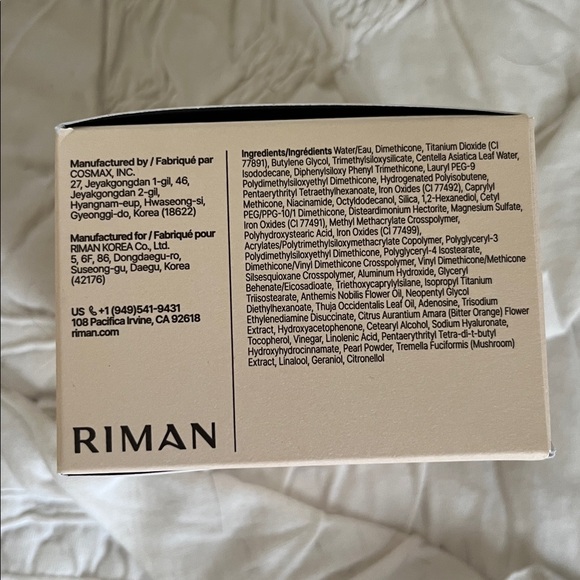 Manufactured by / Fabriqué par
COSMAX, INC.
27, Jeyakgongdan 1-gil, 46,
Jeyakgongdan 2-gil,
Hyangnam-eup, Hwaseong-si,
Gyeonggi-do, Korea (18622)
Manufactured for / Fabriqué pour
RIMAN KOREA Co., Ltd.
5, 6F, 86, Dongdaegu-ro,
Suseong-gu, Daegu, Korea
(42176)
US +1 (949)541-9431
108 Pacifica Irvine, CA 92618
riman.com
RIMAN
Ingredients/Ingrédients Water/Eau, Dimethicone, Titanium Dioxide (CI
77891), Butylene Glycol, Trimethylsiloxysilicate, Centella Asiatica Leaf Water,
Isododecane, Diphenylsiloxy Phenyl Trimethicone, Lauryl PEG-9
Polydimethylsiloxyethyl Dimethicone, Hydrogenated Polyisobutene,
Pentaerythrityl Tetraethylhexanoate, Iron Oxides (CI 77492), Caprylyl
Methicone, Niacinamide, Octyldodecanol, Silica, 1,2-Hexanediol, Cetyl
PEG/PPG-10/1 Dimethicone, Disteardimonium Hectorite, Magnesium Sulfate,
Iron Oxides (CI 77491), Methyl Methacrylate Crosspolymer,
Polyhydroxystearic Acid, Iron Oxides (CI 77499),
Acrylates/Polytrimethylsiloxymethacrylate Copolymer, Polyglyceryl-3
Polydimethylsiloxyethyl Dimethicone, Polyglyceryl-4 Isostearate,
Dimethicone/Vinyl Dimethicone Crosspolymer, Vinyl Dimethicone/Methicone
Silsesquioxane Crosspolymer, Aluminum Hydroxide, Glyceryl
Behenate/Eicosadioate, Triethoxycaprylylsilane, Isopropyl Titanium
Triisostearate, Anthemis Nobilis Flower Oil, Neopentyl Glycol
Diethylhexanoate, Thuja Occidentalis Leaf Oil, Adenosine, Trisodium
Ethylenediamine Disuccinate, Citrus Aurantium Amara (Bitter Orange) Flower
Extract, Hydroxyacetophenone, Cetearyl Alcohol, Sodium Hyaluronate,
Tocopherol, Vinegar, Linolenic Acid, Pentaerythrityl Tetra-di-t-butyl
Hydroxyhydrocinnamate, Pearl Powder, Tremella Fuciformis (Mushroom)
Extract, Linalool, Geraniol, Citronellol